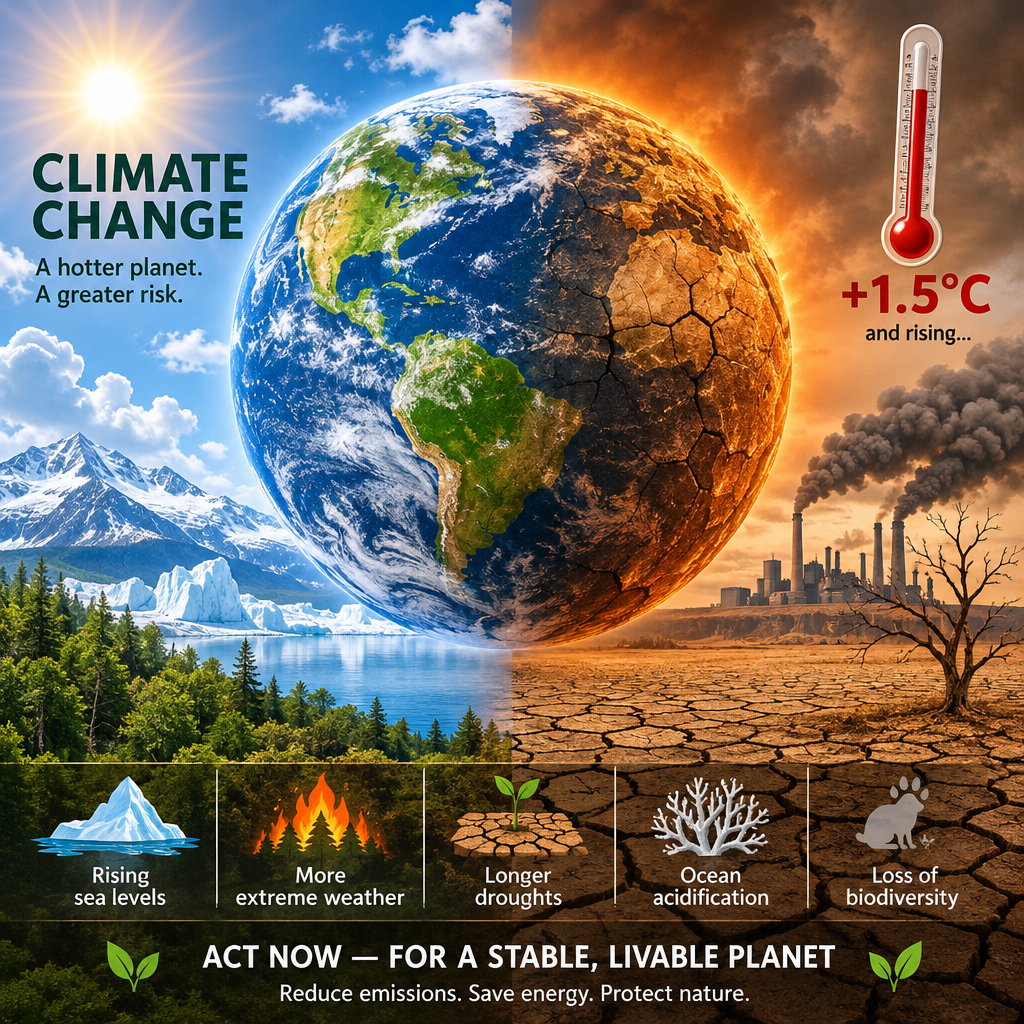 CLIMATE
CHANGE
A hotter planet.
A greater risk.
+1.5°C
and rising...
Rising
sea levels
More
extreme weather
Longer
droughts
Ocean
acidification
Loss of
biodiversity
ACT NOW — FOR A STABLE, LIVABLE PLANET
Reduce emissions. Save energy. Protect nature.